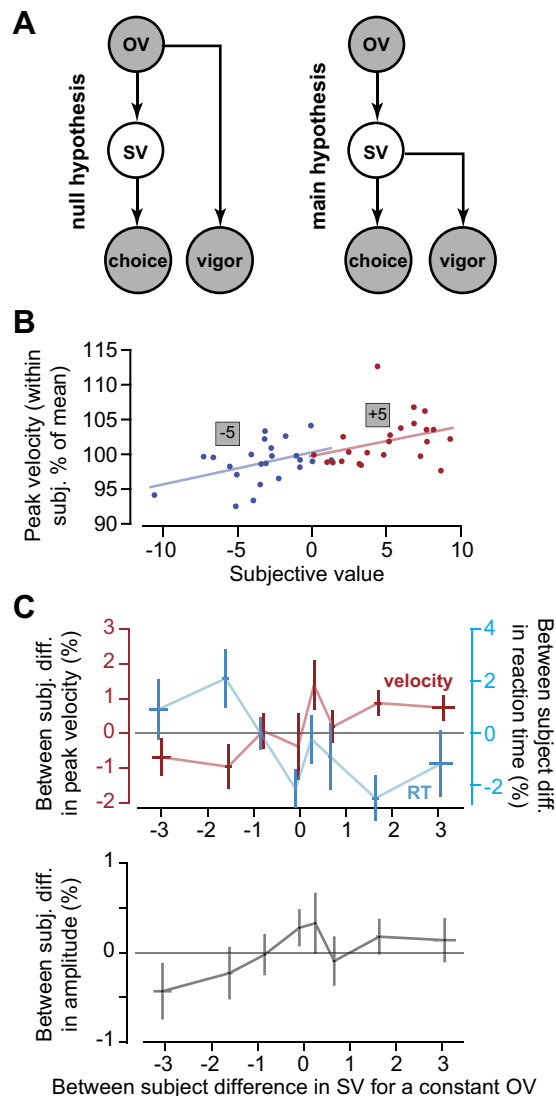 A
null hypothesis
OV
SV
choice
vigor
main hypothesis
OV
SV
choice
vigor
B
Peak velocity (within
subj. % of mean)
115
110
105
100
95
90
-5
+5
-10
-5
0
5
10
Subjective value
C
Between subj. diff.
in peak velocity (%)
3
2
1
0
-1
-2
velocity
RT
4
2
0
-2
Between subject diff.
in reaction time (%)
-3
-2
-1
0
1
2
3
Between subj. diff.
in amplitude (%)
1
0
-1
-3
-2
-1
0
1
2
3
Between subject difference in SV for a constant OV